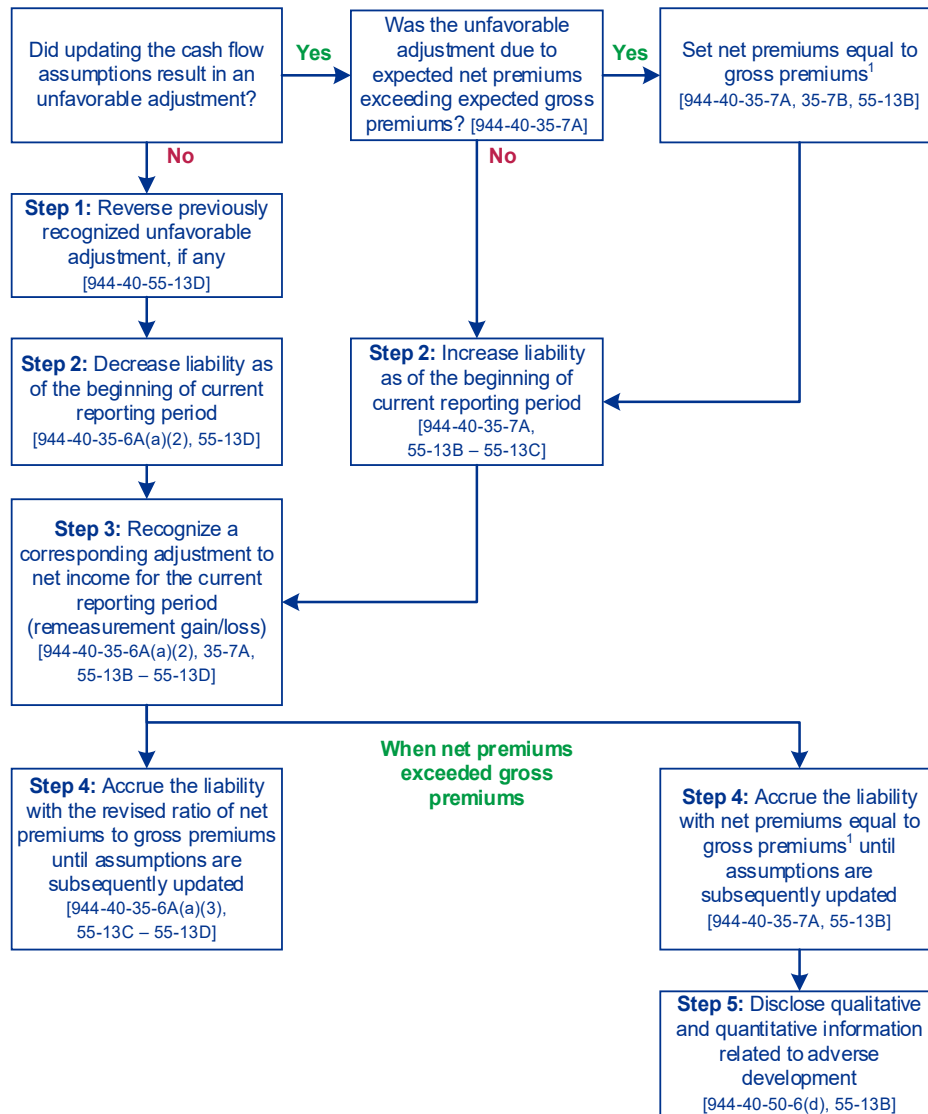 Did updating the cash flow
assumptions result in an
unfavorable adjustment?
Yes
Was the unfavorable
adjustment due to
expected net premiums
exceeding expected gross
premiums? [944-40-35-7A]
Yes
Set net premiums equal to
gross premiums¹
[944-40-35-7A, 35-7B, 55-13B]
No
No
Step 1: Reverse previously
recognized unfavorable
adjustment, if any
[944-40-55-13D]
Step 2: Decrease liability as
of the beginning of current
reporting period
[944-40-35-6A(a)(2), 55-13D]
Step 2: Increase liability
as of the beginning of
current reporting period
[944-40-35-7A,
55-13B – 55-13C]
Step 3: Recognize a
corresponding adjustment to
net income for the current
reporting period
(remeasurement gain/loss)
[944-40-35-6A(a)(2), 35-7A,
55-13B – 55-13D]
When net premiums
exceeded gross
premiums
Step 4: Accrue the liability
with the revised ratio of net
premiums to gross premiums
until assumptions are
subsequently updated
[944-40-35-6A(a)(3),
55-13C – 55-13D]
Step 4: Accrue the liability
with net premiums equal to
gross premiums¹ until
assumptions are
subsequently updated
[944-40-35-7A, 55-13B]
Step 5: Disclose qualitative
and quantitative information
related to adverse
development
[944-40-50-6(d), 55-13B]